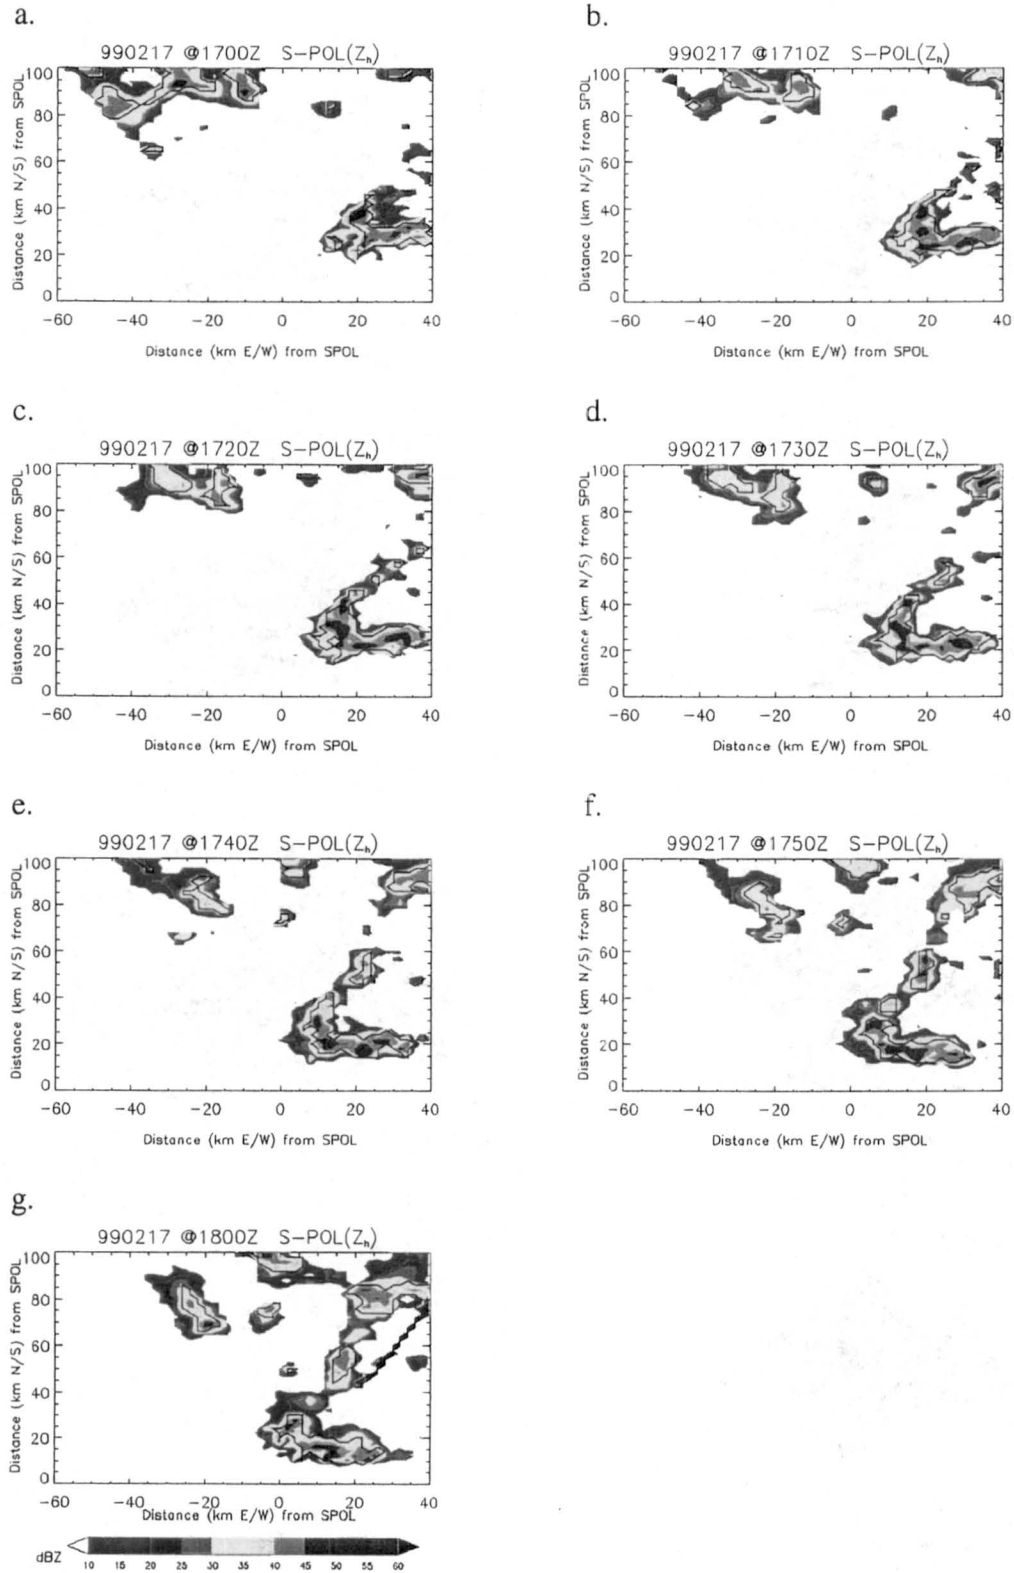 a.
990217 @1700Z S-POL(Zh)
Distance (km N/S) from SPOL
100
80
60
40
20
0
-60 -40 -20 0 20 40
Distance (km E/W) from SPOL
b.
990217 @1710Z S-POL(Zh)
Distance (km N/S) from SPOL
100
80
60
40
20
0
-60 -40 -20 0 20 40
Distance (km E/W) from SPOL
c.
990217 @1720Z S-POL(Zh)
Distance (km N/S) from SPOL
100
80
60
40
20
0
-60 -40 -20 0 20 40
Distance (km E/W) from SPOL
d.
990217 @1730Z S-POL(Zh)
Distance (km N/S) from SPOL
100
80
60
40
20
0
-60 -40 -20 0 20 40
Distance (km E/W) from SPOL
e.
990217 @1740Z S-POL(Zh)
Distance (km N/S) from SPOL
100
80
60
40
20
0
-60 -40 -20 0 20 40
Distance (km E/W) from SPOL
f.
990217 @1750Z S-POL(Zh)
Distance (km N/S) from SPOL
100
80
60
40
20
0
-60 -40 -20 0 20 40
Distance (km E/W) from SPOL
g.
990217 @1800Z S-POL(Zh)
Distance (km N/S) from SPOL
100
80
60
40
20
0
-60 -40 -20 0 20 40
Distance (km E/W) from SPOL
dBZ
10 15 20 25 30 35 40 45 50 55 60